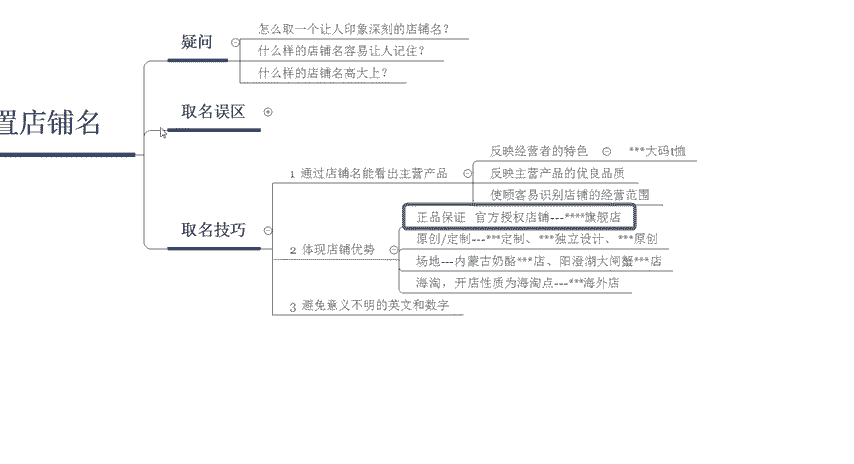 置店铺名
疑问
怎么取一个让人印象深刻的店铺名？
什么样的店铺名容易让人记住？
什么样的店铺名高大上？
取名误区
取名技巧
1 通过店铺名能看出主营产品
反映经营者的特色
***大码t恤
反映主营产品的优良品质
使顾客易识别店铺的经营范围
2 体现店铺优势
正品保证 官方授权店铺---****旗舰店
原创/定制---***定制、***独立设计、***原创
场地---内蒙古奶酪***店、阳澄湖大闸蟹***店
海淘，开店性质为海淘点---***海外店
3 避免意义不明的英文和数字